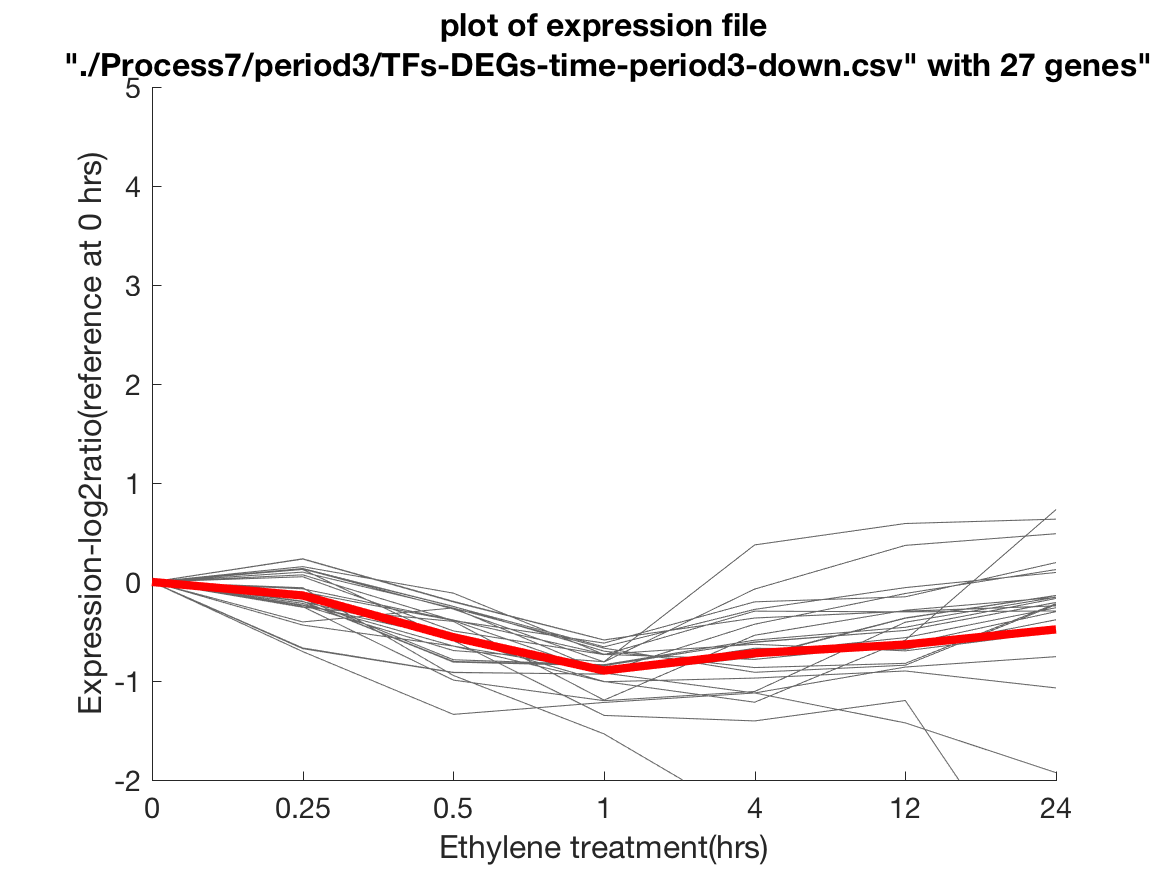 plot of expression file
"./Process7/period3/TFs-DEGs-time-period3-down.csv" with 27 genes"
Expression-log2ratio(reference at 0 hrs)
5
4
3
2
1
0
-1
-2
0 0.25 0.5 1 4 12 24
Ethylene treatment(hrs)